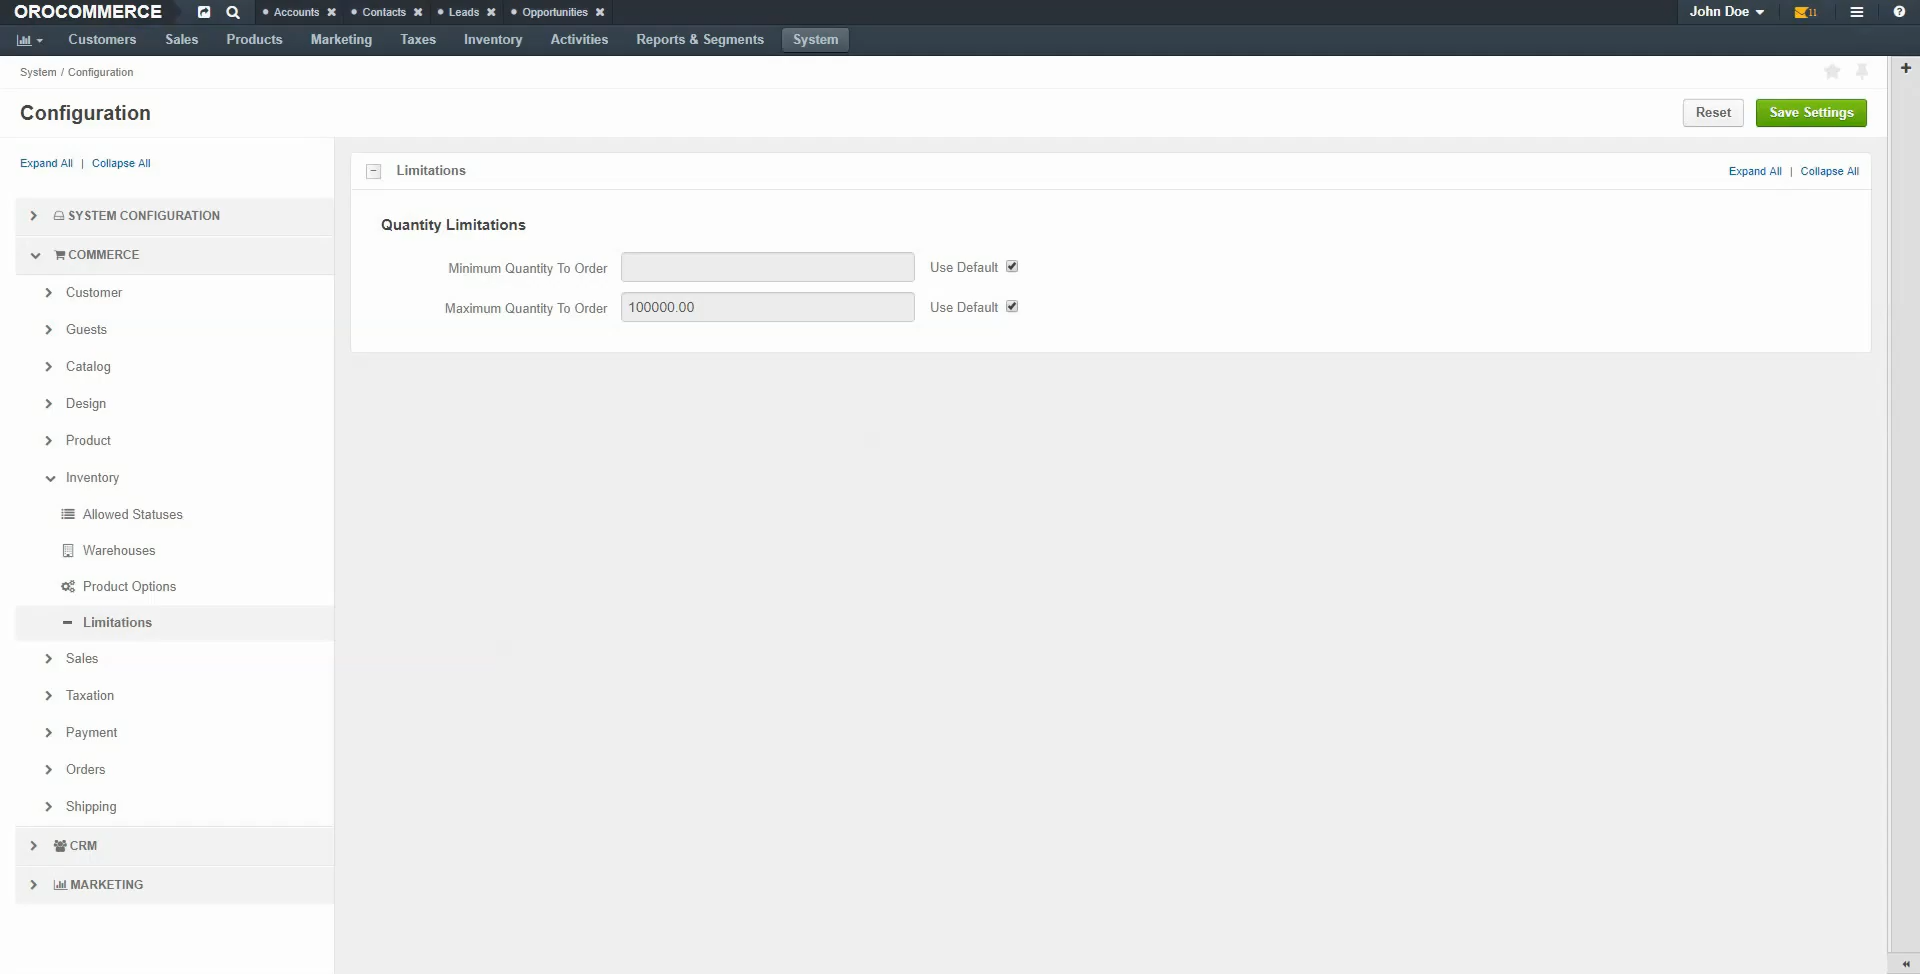 OROCOMMERCE Accounts Contacts Leads Opportunities John Doe 11
Customers Sales Products Marketing Taxes Inventory Activities Reports & Segments System
System / Configuration
Configuration
Reset Save Settings
Expand All | Collapse All
SYSTEM CONFIGURATION
COMMERCE
Customer
Guests
Catalog
Design
Product
Inventory
Allowed Statuses
Warehouses
Product Options
Limitations
Sales
Taxation
Payment
Orders
Shipping
CRM
MARKETING
Limitations Expand All | Collapse All
Quantity Limitations
Minimum Quantity To Order Use Default
Maximum Quantity To Order 100000.00 Use Default